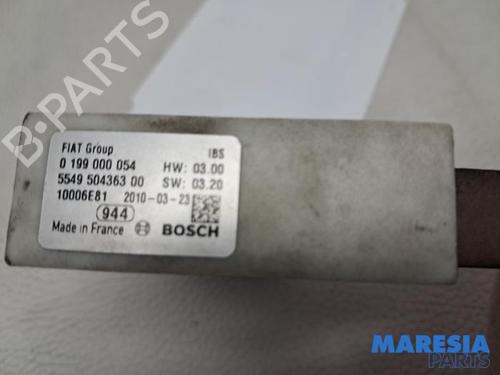 FIAT Group IBS
0 199 000 054 HW: 03.00
5549 504363 00 SW: 03.20
10006E81 2010-03-23
944
Made in France BOSCH
B-PARTS
MARESIA
PARTS